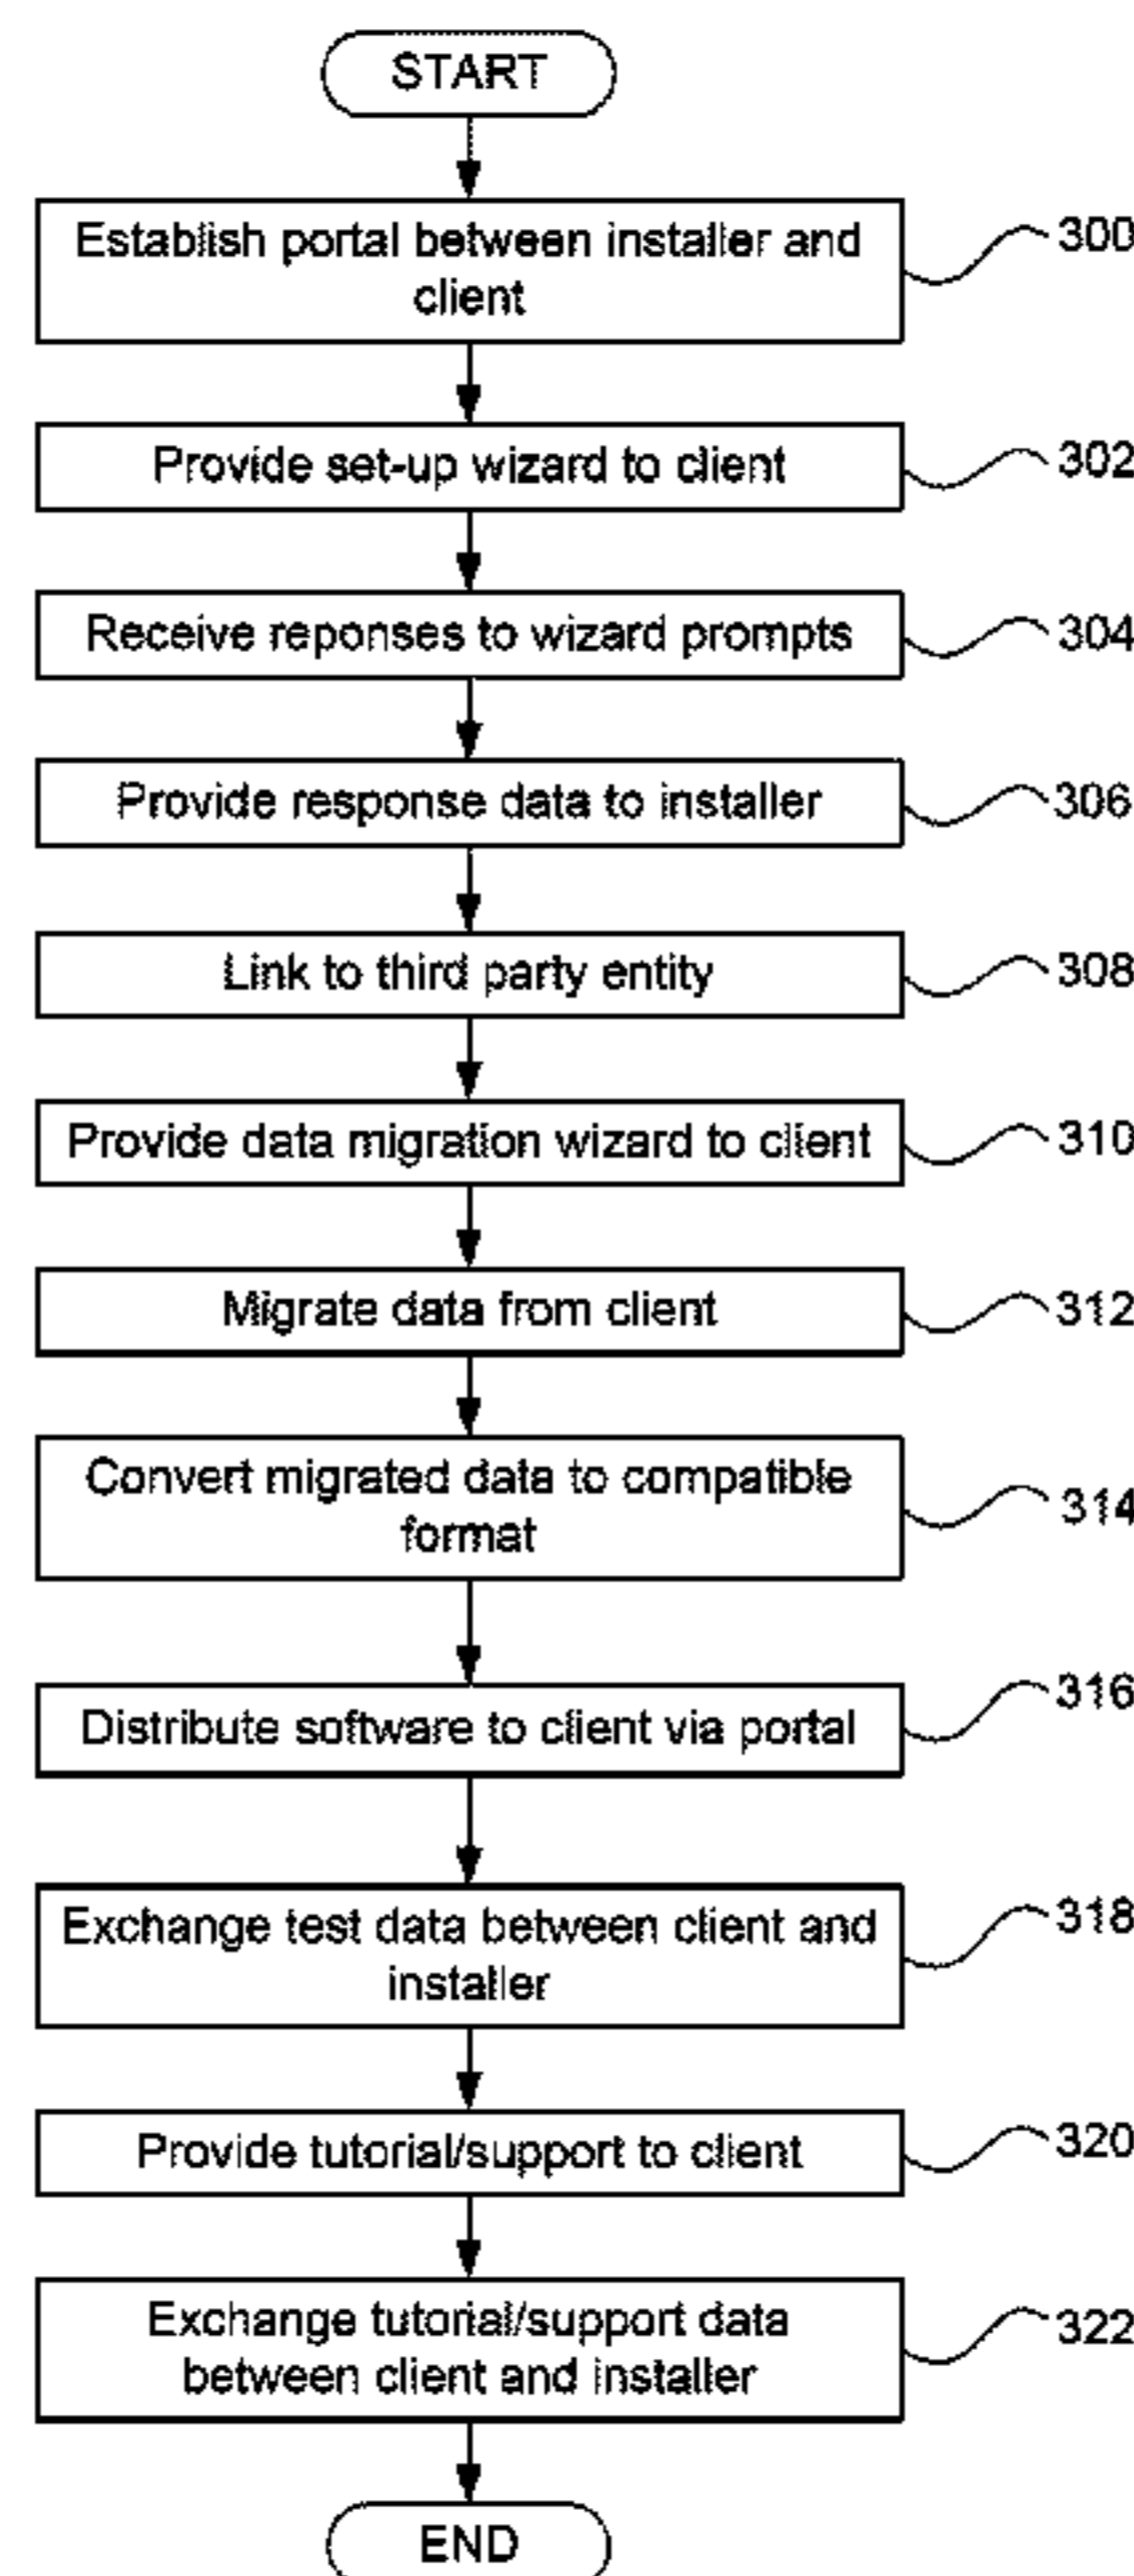 START
Establish portal between installer and
client
300
Provide set-up wizard to client
302
Receive reponses to wizard prompts
304
Provide response data to installer
306
Link to third party entity
308
Provide data migration wizard to client
310
Migrate data from client
312
Convert migrated data to compatible
format
314
Distribute software to client via portal
316
Exchange test data between client and
installer
318
Provide tutorial/support to client
320
Exchange tutorial/support data
between client and installer
322
END